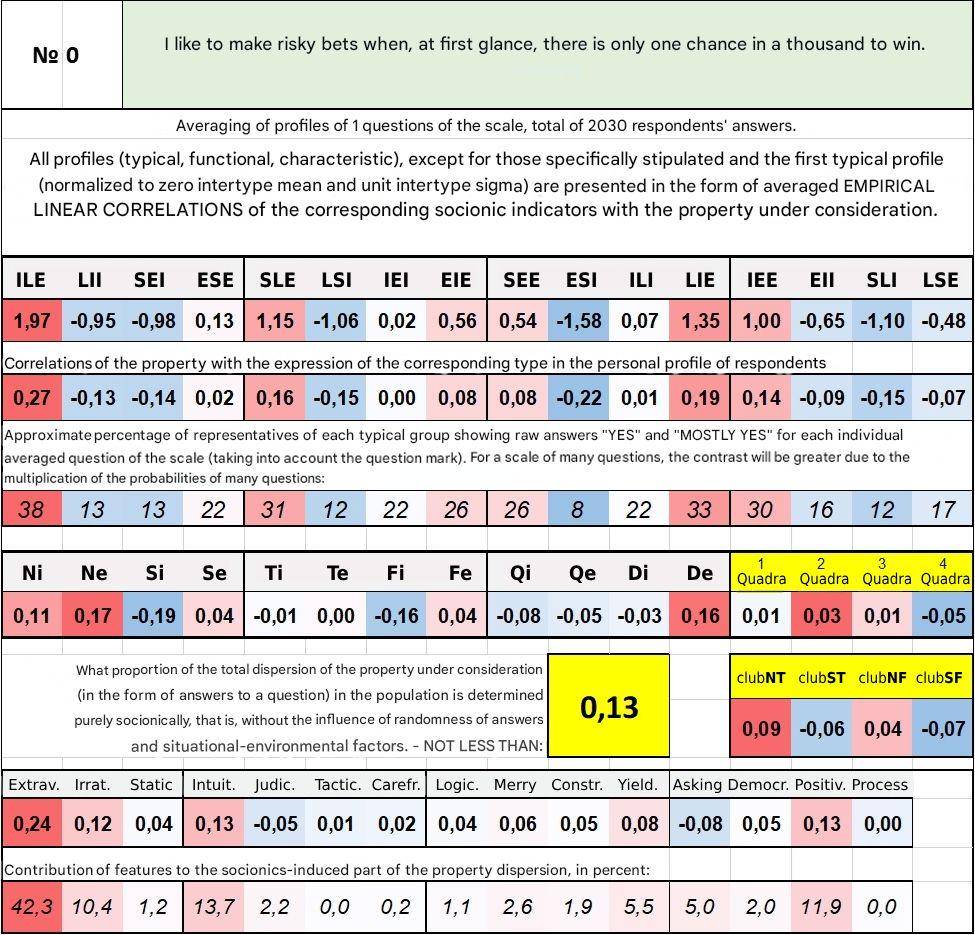 № 0
I like to make risky bets when, at first glance, there is only one chance in a thousand to win.
Averaging of profiles of 1 questions of the scale, total of 2030 respondents' answers.
All profiles (typical, functional, characteristic), except for those specifically stipulated and the first typical profile
(normalized to zero intertype mean and unit intertype sigma) are presented in the form of averaged EMPIRICAL
LINEAR CORRELATIONS of the corresponding socionic indicators with the property under consideration.
ILE LII SEI ESE SLE LSI IEI EIE SEE ESI ILI LIE IEE EII SLI LSE
1,97 -0,95 -0,98 0,13 1,15 -1,06 0,02 0,56 0,54 -1,58 0,07 1,35 1,00 -0,65 -1,10 -0,48
Correlations of the property with the expression of the corresponding type in the personal profile of respondents
0,27 -0,13 -0,14 0,02 0,16 -0,15 0,00 0,08 0,08 -0,22 0,01 0,19 0,14 -0,09 -0,15 -0,07
Approximate percentage of representatives of each typical group showing raw answers "YES" and "MOSTLY YES" for each individual
averaged question of the scale (taking into account the question mark). For a scale of many questions, the contrast will be greater due to the
multiplication of the probabilities of many questions:
38 13 13 22 31 12 22 26 26 8 22 33 30 16 12 17
Ni Ne Si Se Ti Te Fi Fe Qi Qe Di De 1 Quadra 2 Quadra 3 Quadra 4 Quadra
0,11 0,17 -0,19 0,04 -0,01 0,00 -0,16 0,04 -0,08 -0,05 -0,03 0,16 0,01 0,03 0,01 -0,05
What proportion of the total dispersion of the property under consideration
(in the form of answers to a question) in the population is determined
purely socionically, that is, without the influence of randomness of answers
and situational-environmental factors. - NOT LESS THAN:
0,13
clubNT clubST clubNF clubSF
0,09 -0,06 0,04 -0,07
Extrav. Irrat. Static Intuit. Judic. Tactic. Carefr. Logic. Merry Constr. Yield. Asking Democr. Positiv. Process
0,24 0,12 0,04 0,13 -0,05 0,01 0,02 0,04 0,06 0,05 0,08 -0,08 0,05 0,13 0,00
Contribution of features to the socionics-induced part of the property dispersion, in percent:
42,3 10,4 1,2 13,7 2,2 0,0 0,2 1,1 2,6 1,9 5,5 5,0 2,0 11,9 0,0